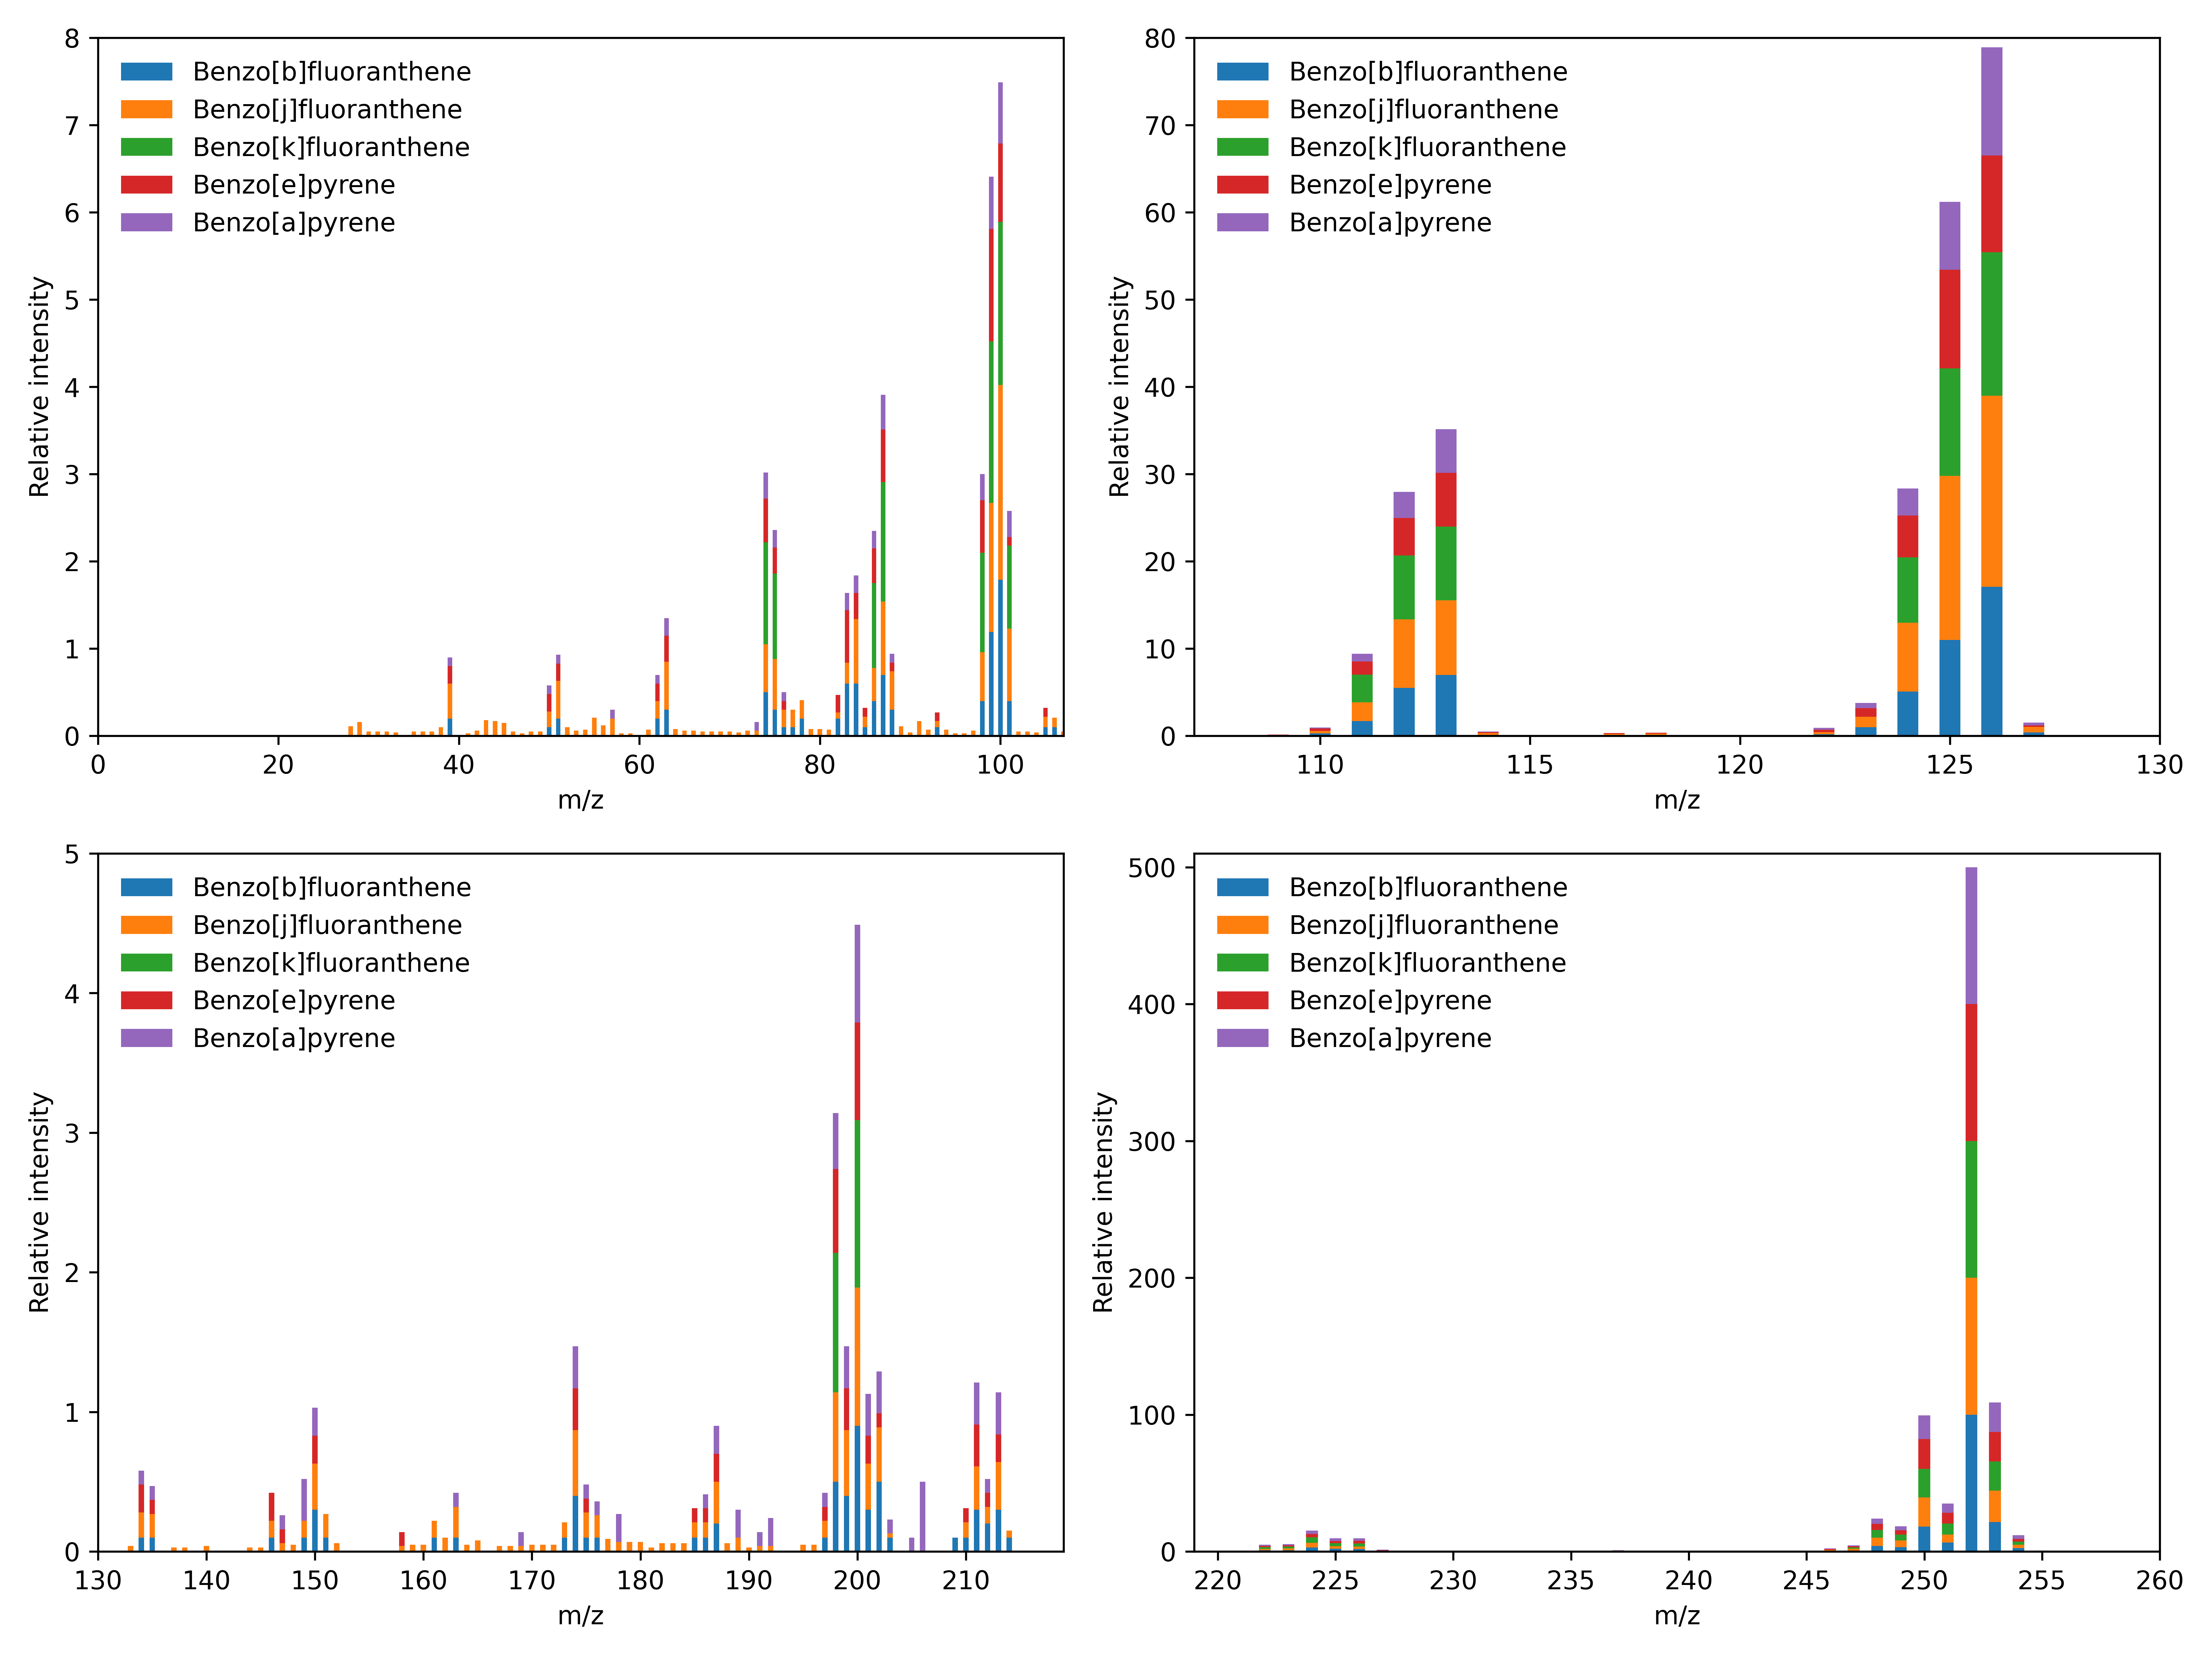 8
7
6
5
4
3
2
1
0
Relative intensity
Benzo[b]fluoranthene
Benzo[j]fluoranthene
Benzo[k]fluoranthene
Benzo[e]pyrene
Benzo[a]pyrene
0 20 40 60 80 100
m/z
80
70
60
50
40
30
20
10
0
Relative intensity
Benzo[b]fluoranthene
Benzo[j]fluoranthene
Benzo[k]fluoranthene
Benzo[e]pyrene
Benzo[a]pyrene
110 115 120 125 130
m/z
5
4
3
2
1
0
Relative intensity
Benzo[b]fluoranthene
Benzo[j]fluoranthene
Benzo[k]fluoranthene
Benzo[e]pyrene
Benzo[a]pyrene
130 140 150 160 170 180 190 200 210
m/z
500
400
300
200
100
0
Relative intensity
Benzo[b]fluoranthene
Benzo[j]fluoranthene
Benzo[k]fluoranthene
Benzo[e]pyrene
Benzo[a]pyrene
220 225 230 235 240 245 250 255 260
m/z